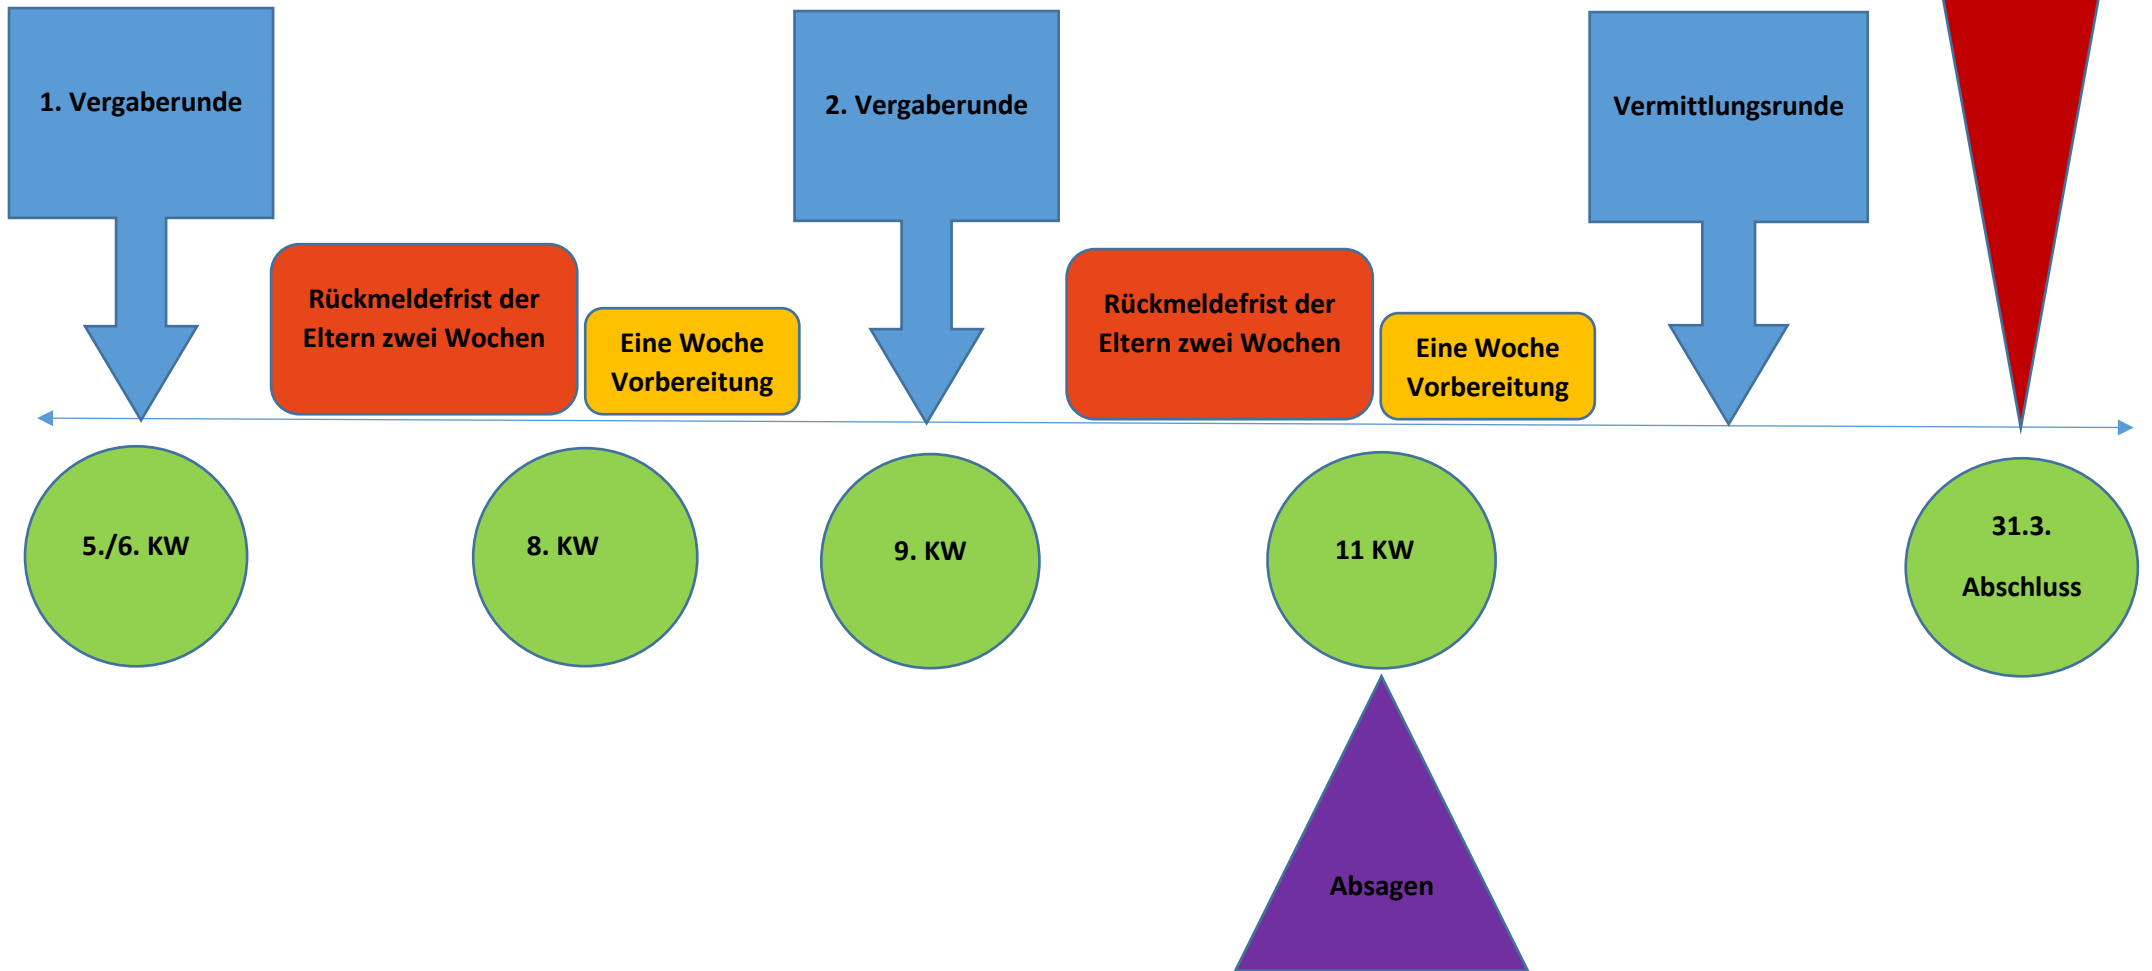 1. Vergaberunde
2. Vergaberunde
Vermittlungsrunde
Rückmeldefrist der
Eltern zwei Wochen
Eine Woche
Vorbereitung
Rückmeldefrist der
Eltern zwei Wochen
Eine Woche
Vorbereitung
5./6. KW
8. KW
9. KW
11 KW
31.3.
Abschluss
Absagen